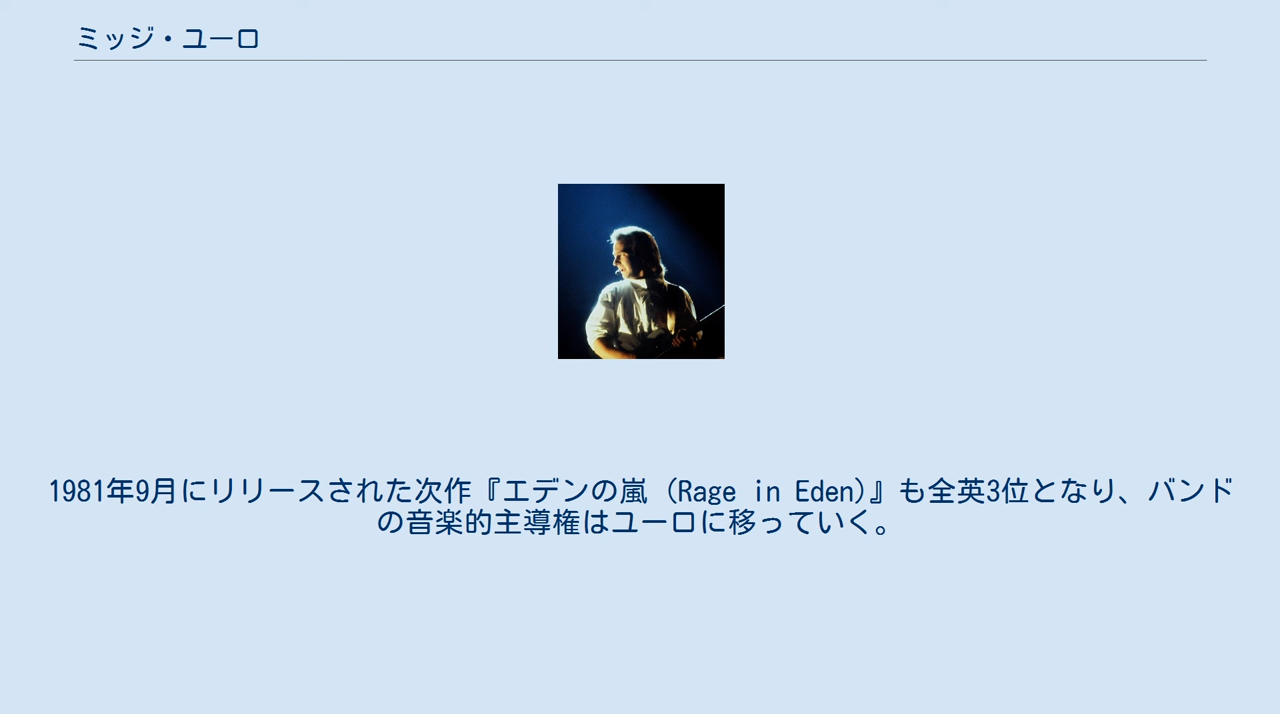 ミッジ・ユーロ
1981年9月にリリースされた次作『エデンの嵐 (Rage in Eden)』も全英3位となり、バンド
の音楽的主導権はユーロに移っていく。